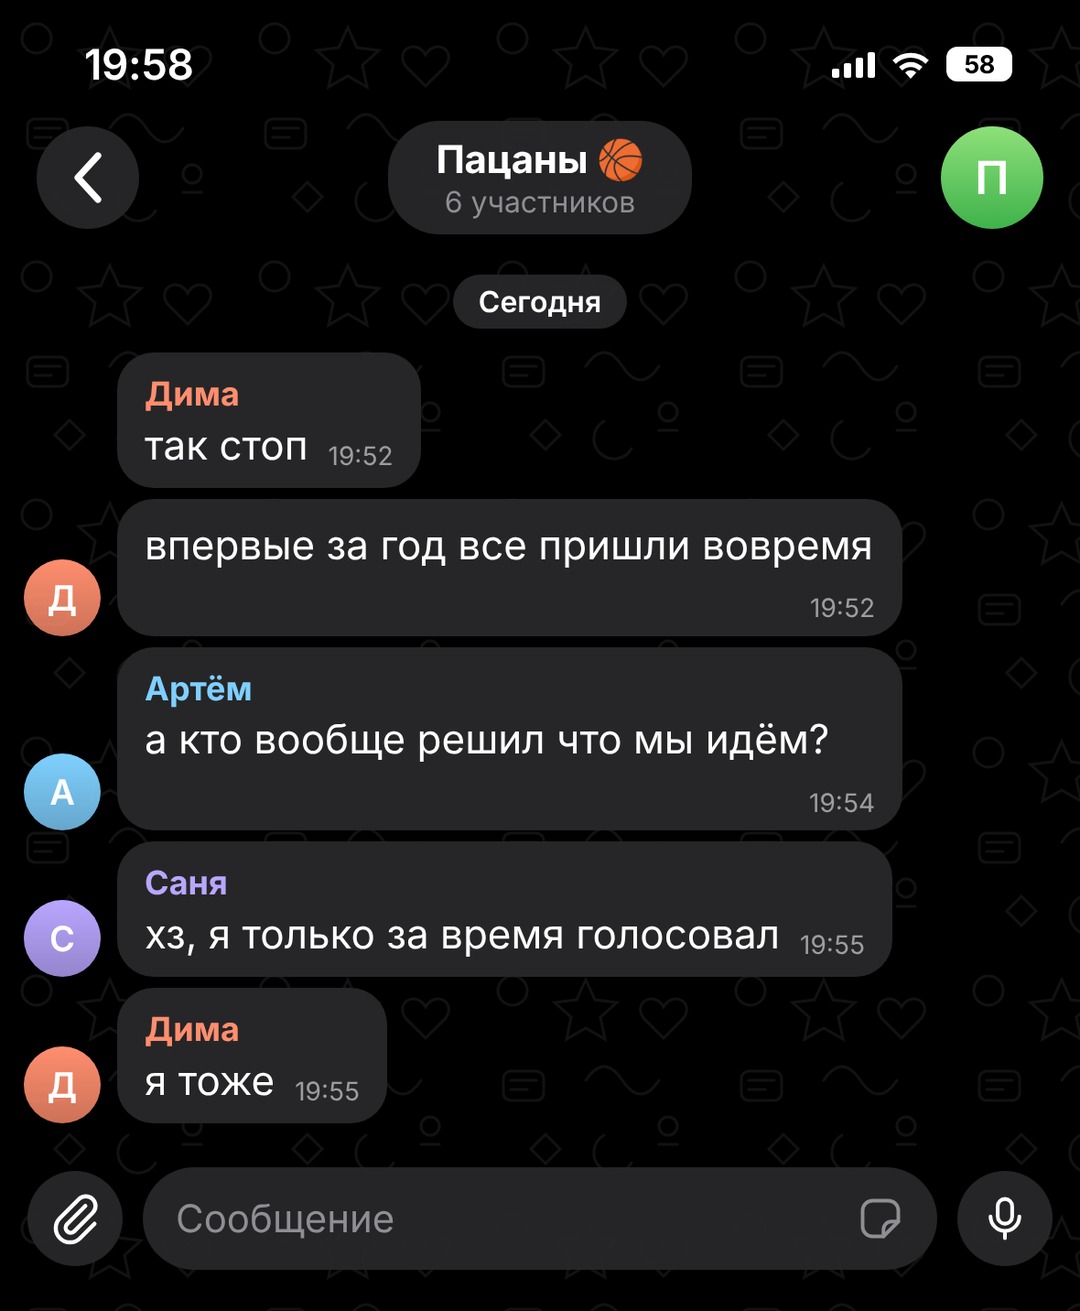 19:58
58
Пацаны 🏀
6 участников
П
Сегодня
Дима
так стоп 19:52
впервые за год все пришли вовремя
19:52
Д
Артём
а кто вообще решил что мы идём?
19:54
А
Саня
хз, я только за время голосовал 19:55
С
Дима
я тоже 19:55
Д
Сообщение